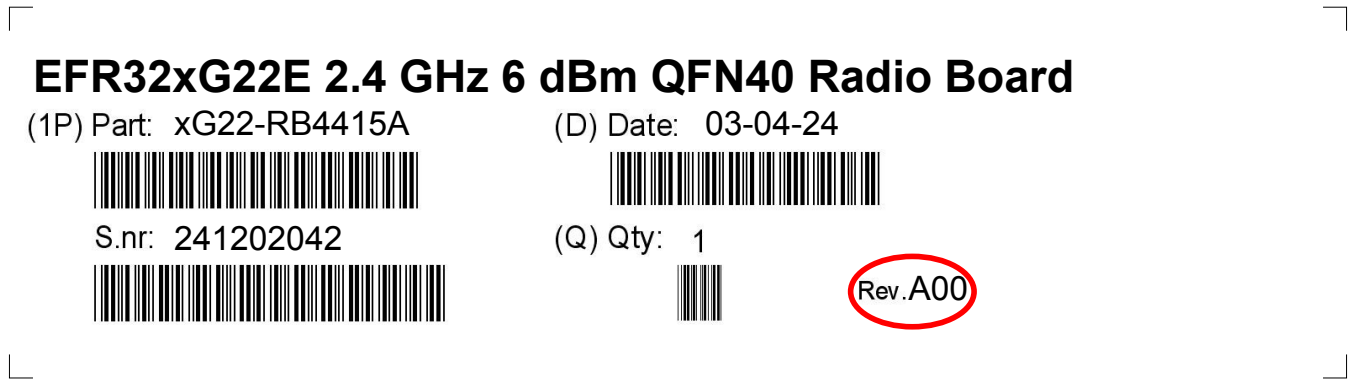 EFR32xG22E 2.4 GHz 6 dBm QFN40 Radio Board
(1P) Part: xG22-RB4415A (D) Date: 03-04-24
S.nr: 241202042 (Q) Qty: 1
Rev.A00